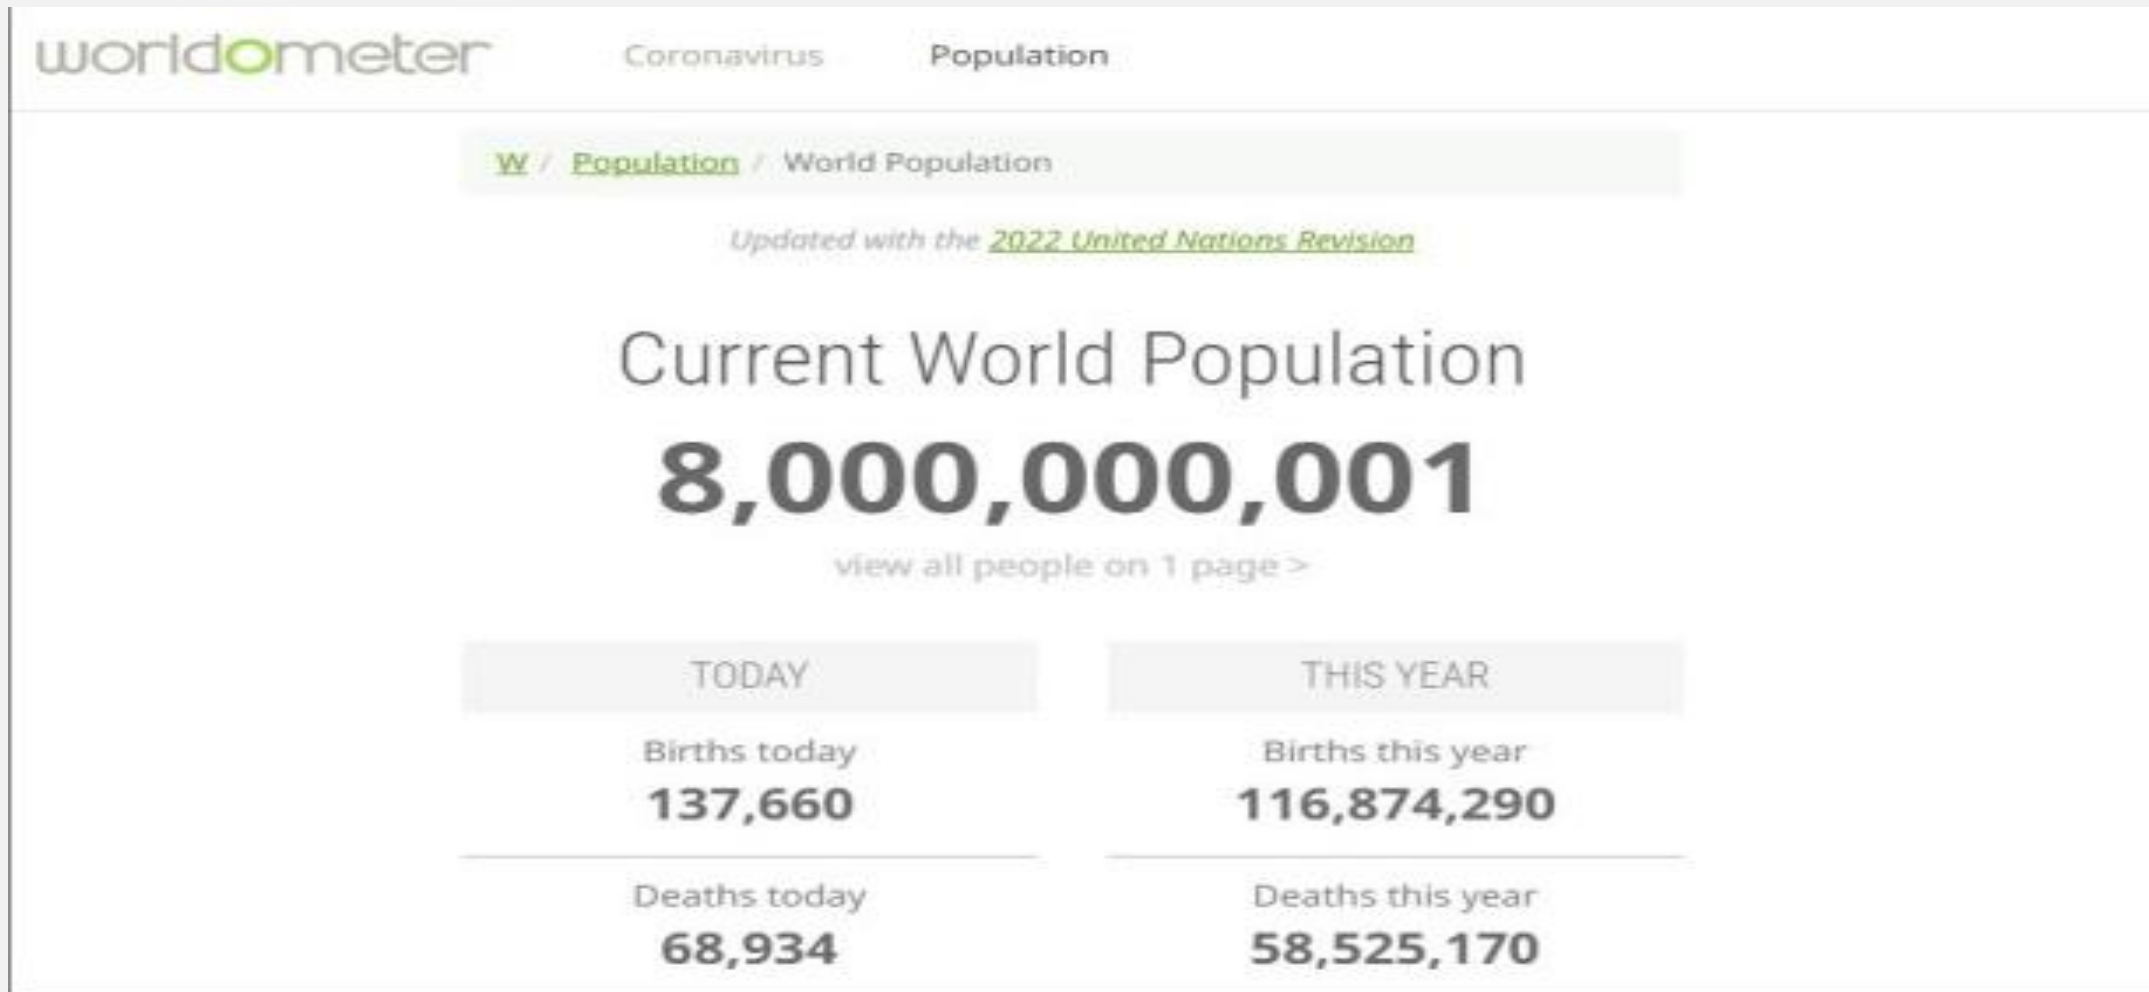 worldometer Coronavirus Population
W / Population / World Population
Updated with the 2022 United Nations Revision
Current World Population
8,000,000,001
view all people on 1 page >
TODAY
Births today
137,660
Deaths today
68,934
THIS YEAR
Births this year
116,874,290
Deaths this year
58,525,170